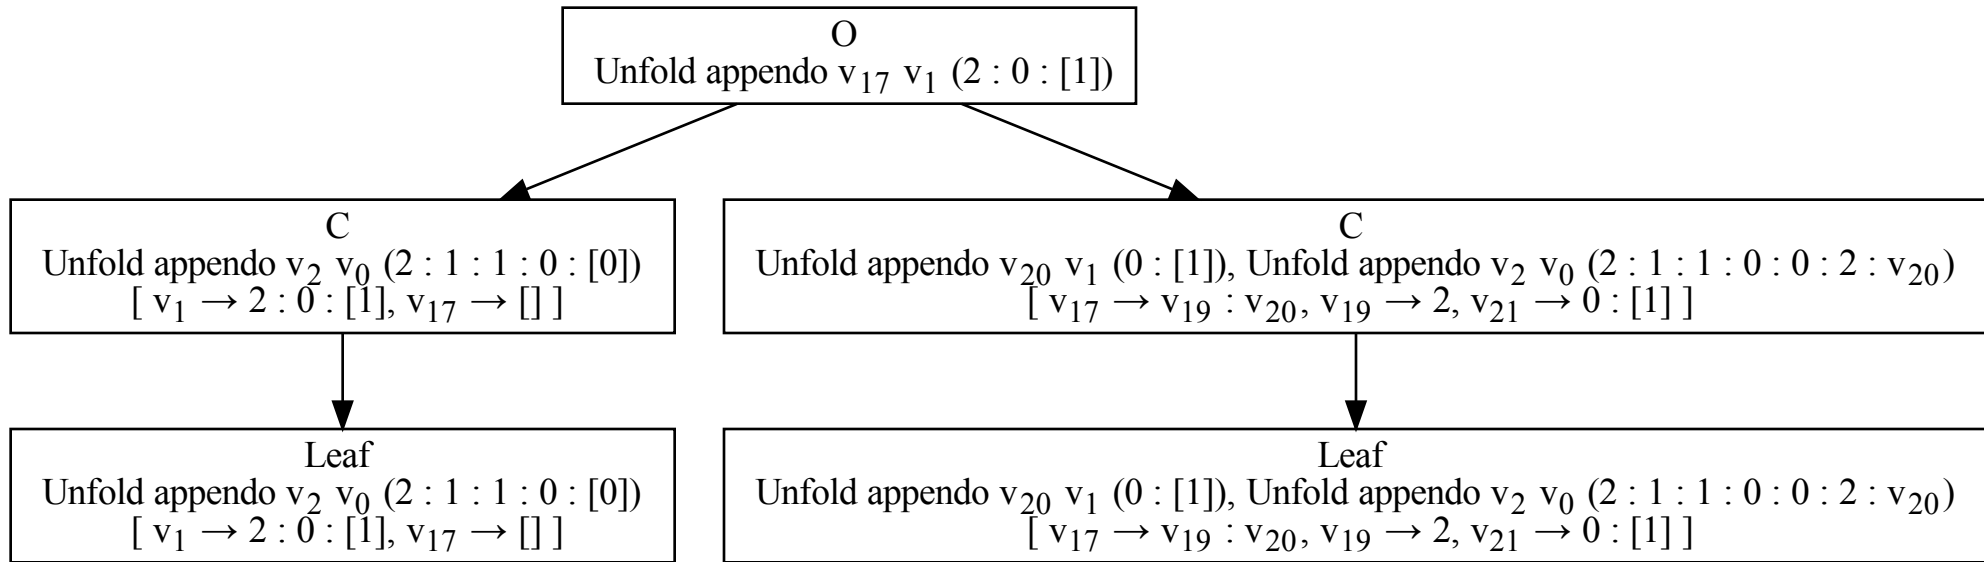 O
Unfold appendo v₁₇ v₁ (2 : 0 : [1])
C
Unfold appendo v₂ v₀ (2 : 1 : 1 : 0 : [0])
[ v₁ → 2 : 0 : [1], v₁₇ → [] ]
C
Unfold appendo v₂₀ v₁ (0 : [1]), Unfold appendo v₂ v₀ (2 : 1 : 1 : 0 : 0 : 2 : v₂₀)
[ v₁₇ → v₁₉ : v₂₀, v₁₉ → 2, v₂₁ → 0 : [1] ]
Leaf
Unfold appendo v₂ v₀ (2 : 1 : 1 : 0 : [0])
[ v₁ → 2 : 0 : [1], v₁₇ → [] ]
Leaf
Unfold appendo v₂₀ v₁ (0 : [1]), Unfold appendo v₂ v₀ (2 : 1 : 1 : 0 : 0 : 2 : v₂₀)
[ v₁₇ → v₁₉ : v₂₀, v₁₉ → 2, v₂₁ → 0 : [1] ]